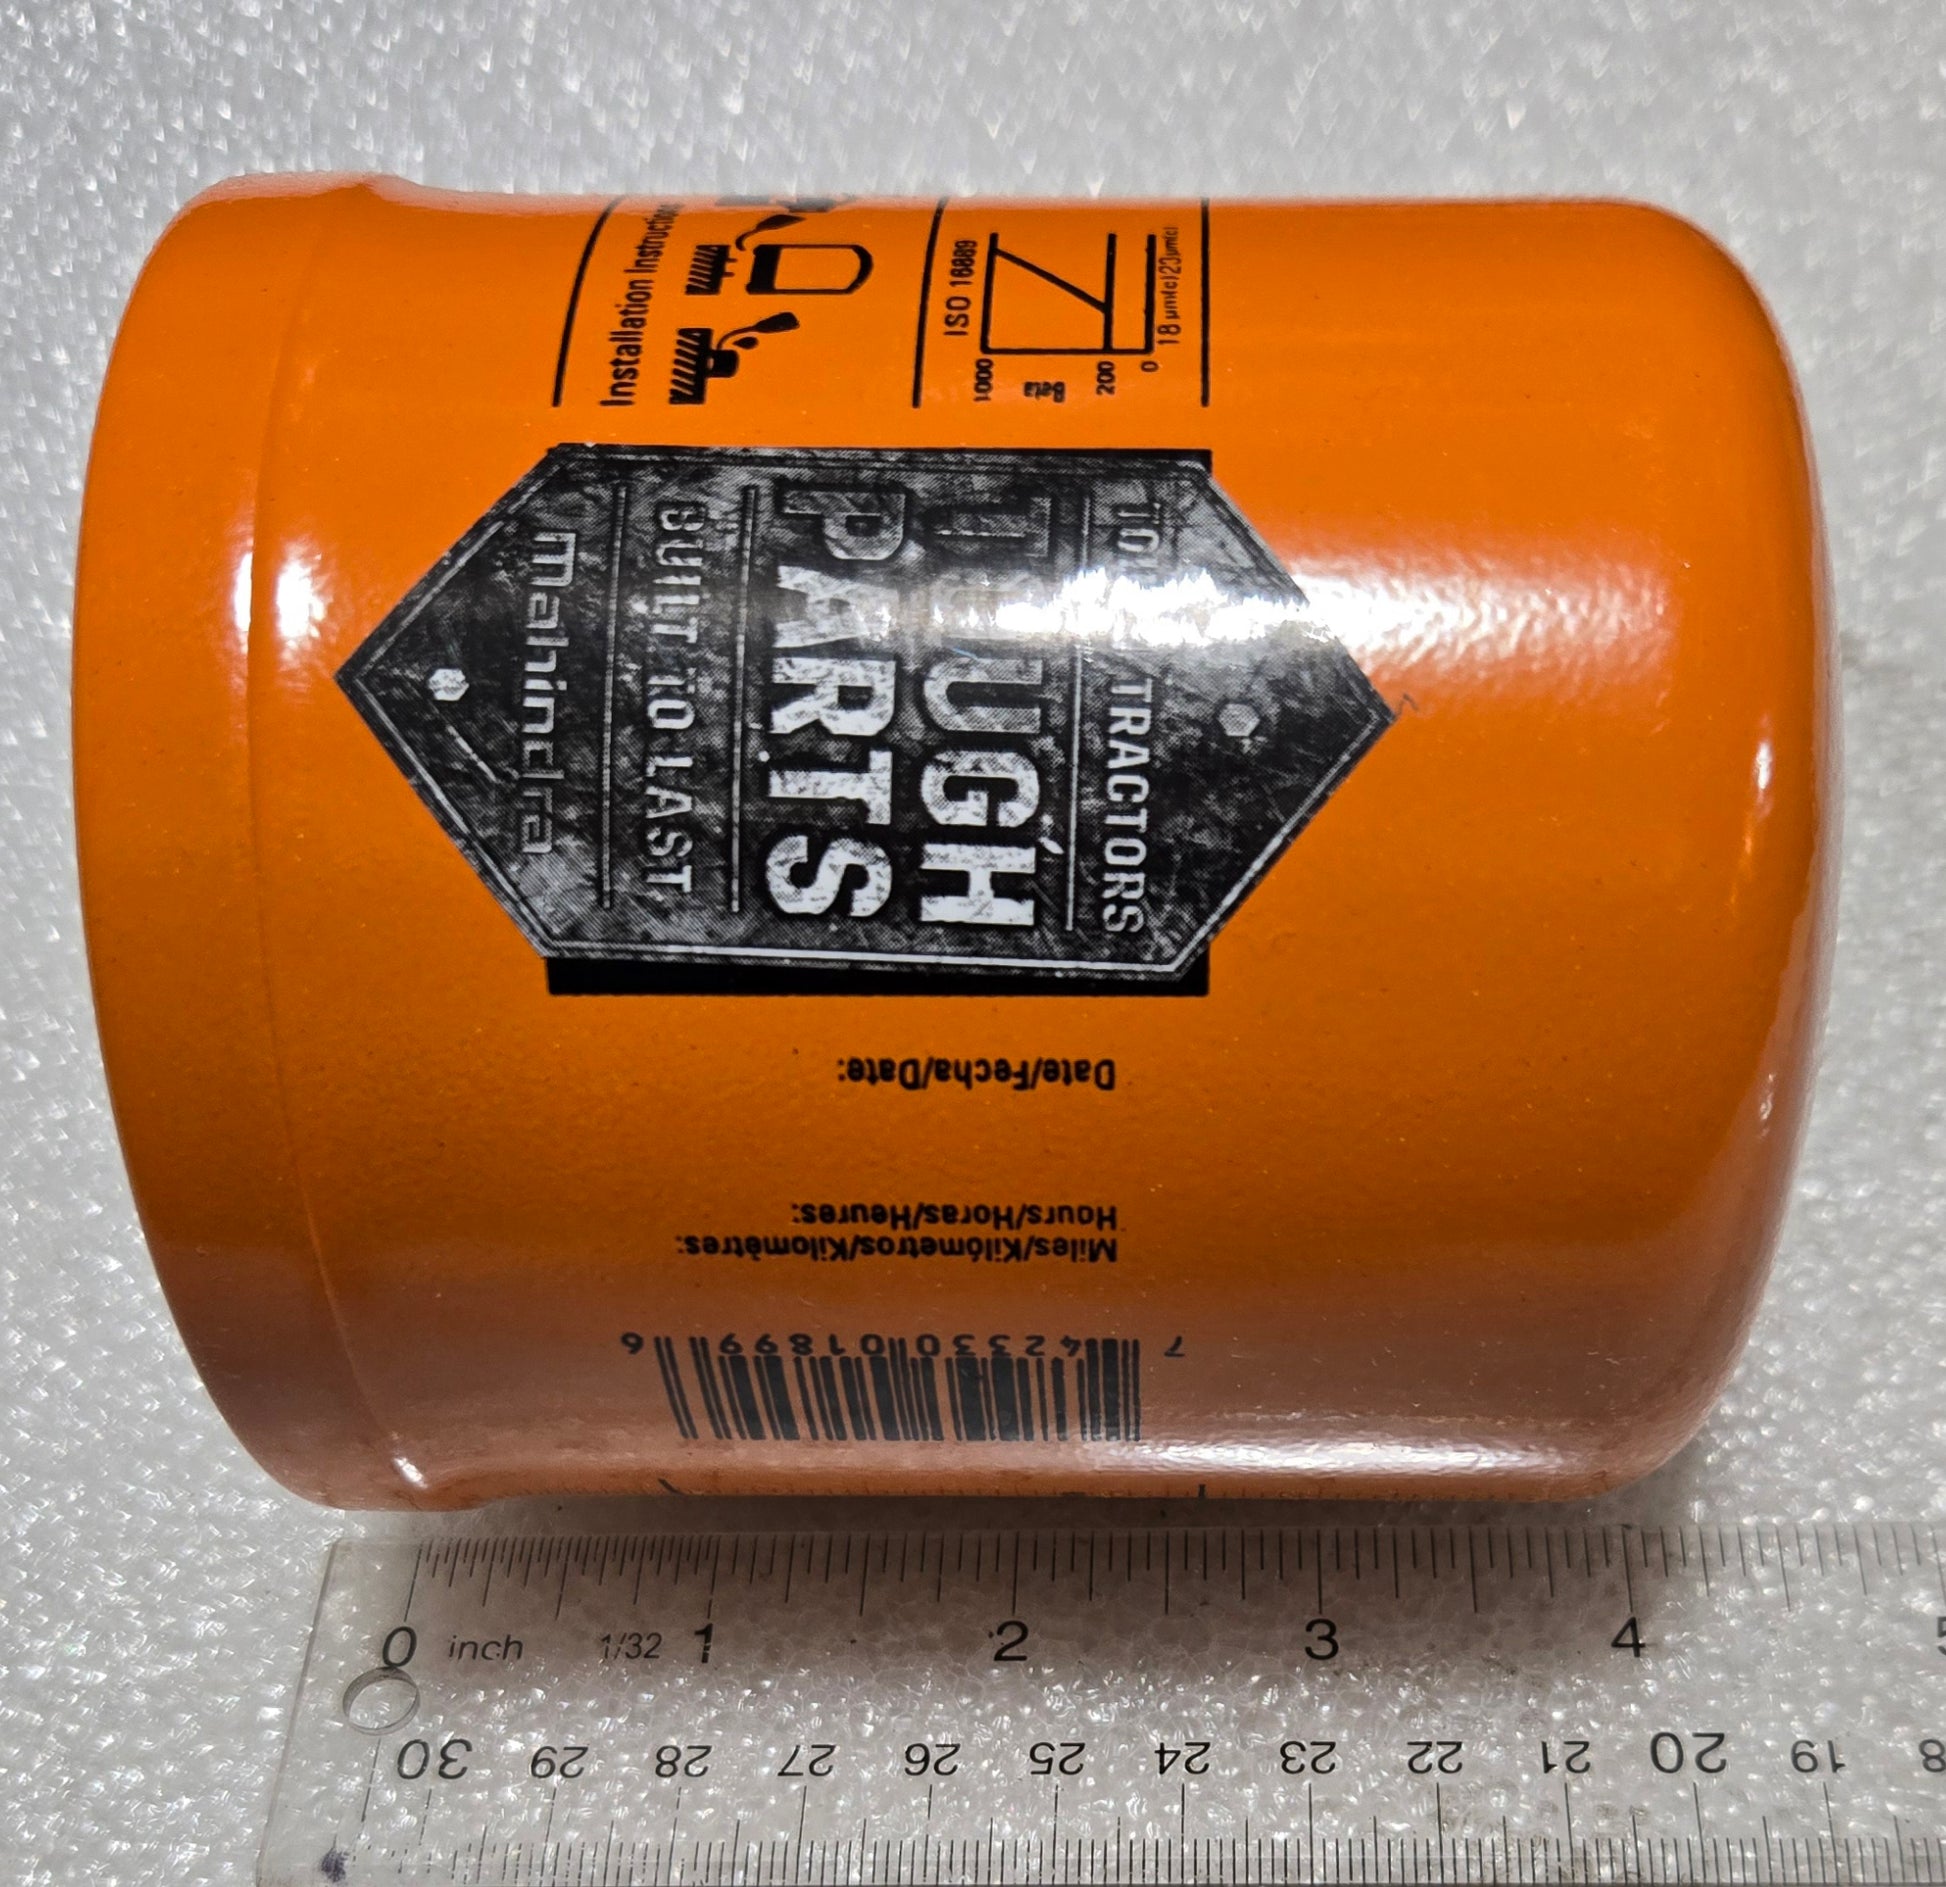 Installation Instructions
ISO 16889
1000
200
0
18 µm(c)
23µm(c)
TRACTORS
TOUGH
PARTS
BUILT TO LAST
mahindra
Date/Fecha/Date:
Hours/Horas/Heures:
Miles/Kilómetros/Kilomètres:
7 42330 01899 6
0 inch 1/32 1 2 3 4 5
30 29 28 27 26 25 24 23 22 21 20 19